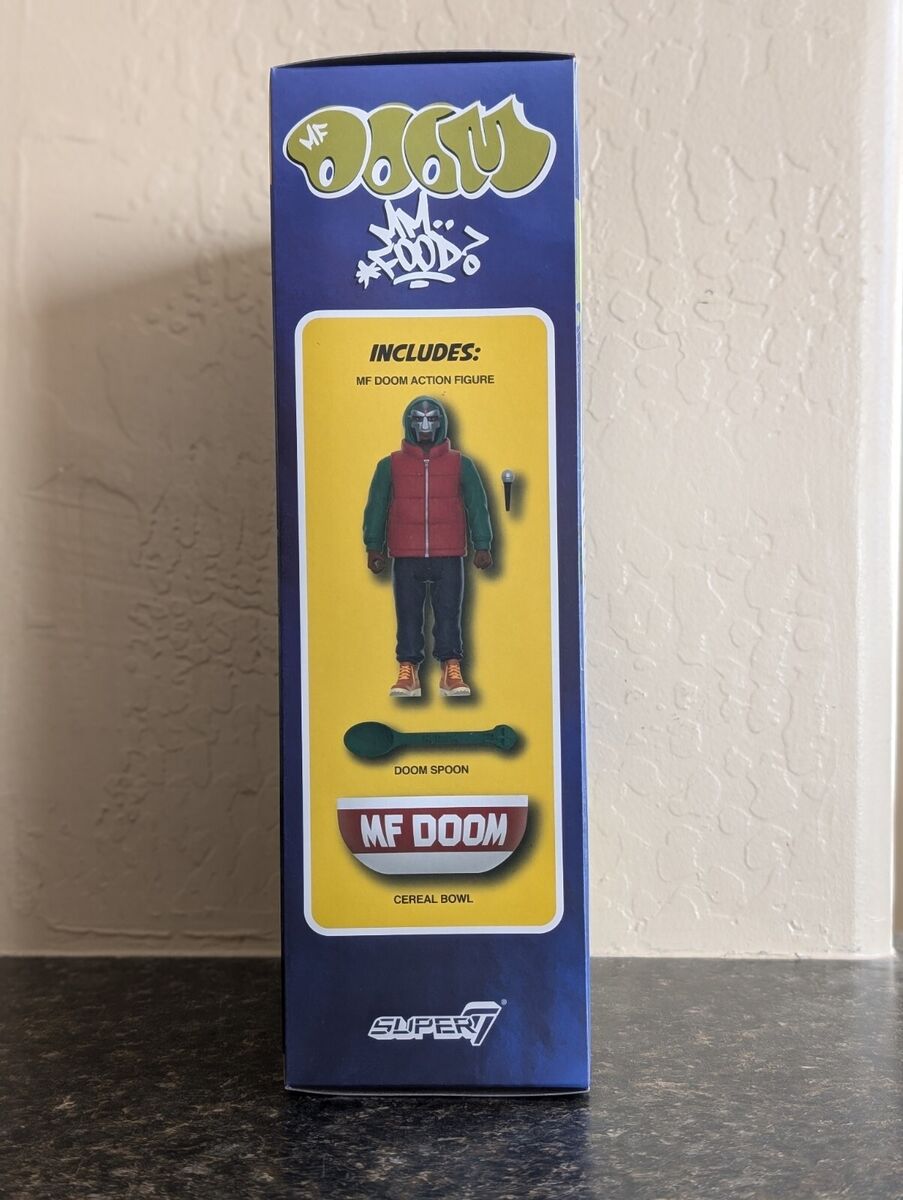 MF DOOM
MM..
*FOOD?
INCLUDES:
MF DOOM ACTION FIGURE
DOOM SPOON
MF DOOM
CEREAL BOWL
SUPER7®